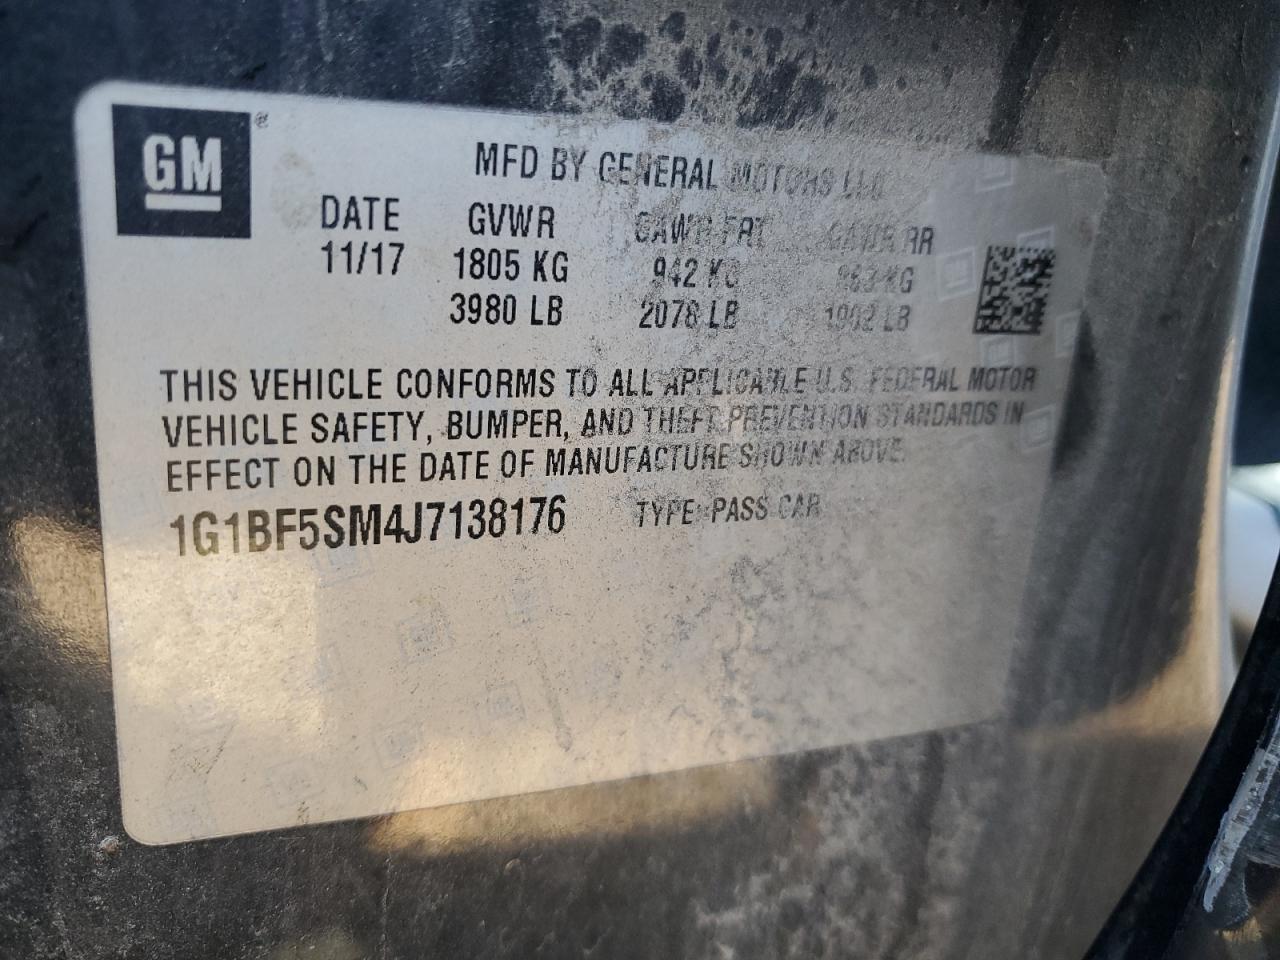 GM
MFD BY GENERAL MOTORS LLC
DATE GVWR GAWR FRT GAWR RR
11/17 1805 KG 942 KG 863 KG
3980 LB 2078 LB 1902 LB
THIS VEHICLE CONFORMS TO ALL APPLICABLE U.S. FEDERAL MOTOR
VEHICLE SAFETY, BUMPER, AND THEFT PREVENTION STANDARDS IN
EFFECT ON THE DATE OF MANUFACTURE SHOWN ABOVE.
1G1BF5SM4J7138176 TYPE: PASS CAR